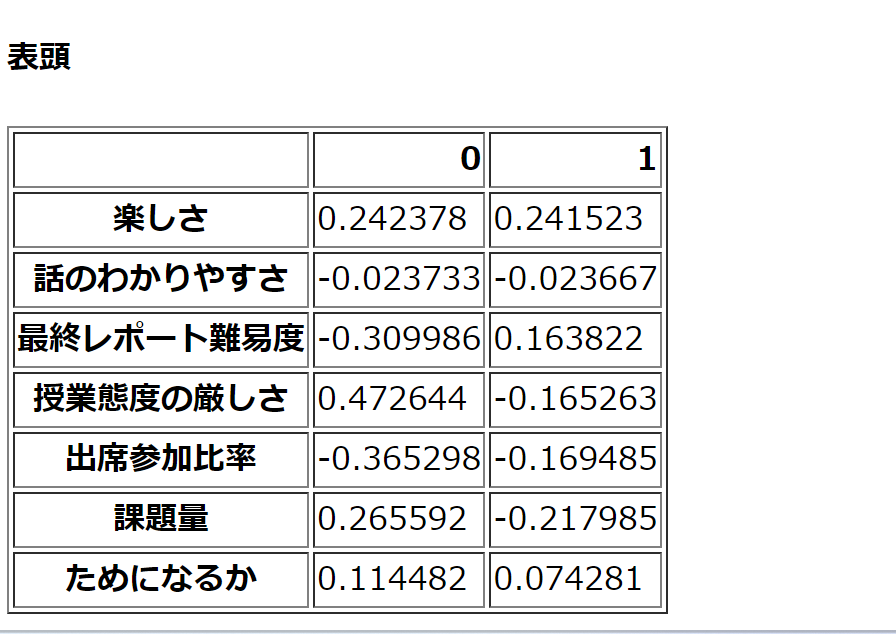 表頭
0 1
楽しさ 0.242378 0.241523
話のわかりやすさ -0.023733 -0.023667
最終レポート難易度 -0.309986 0.163822
授業態度の厳しさ 0.472644 -0.165263
出席参加比率 -0.365298 -0.169485
課題量 0.265592 -0.217985
ためになるか 0.114482 0.074281